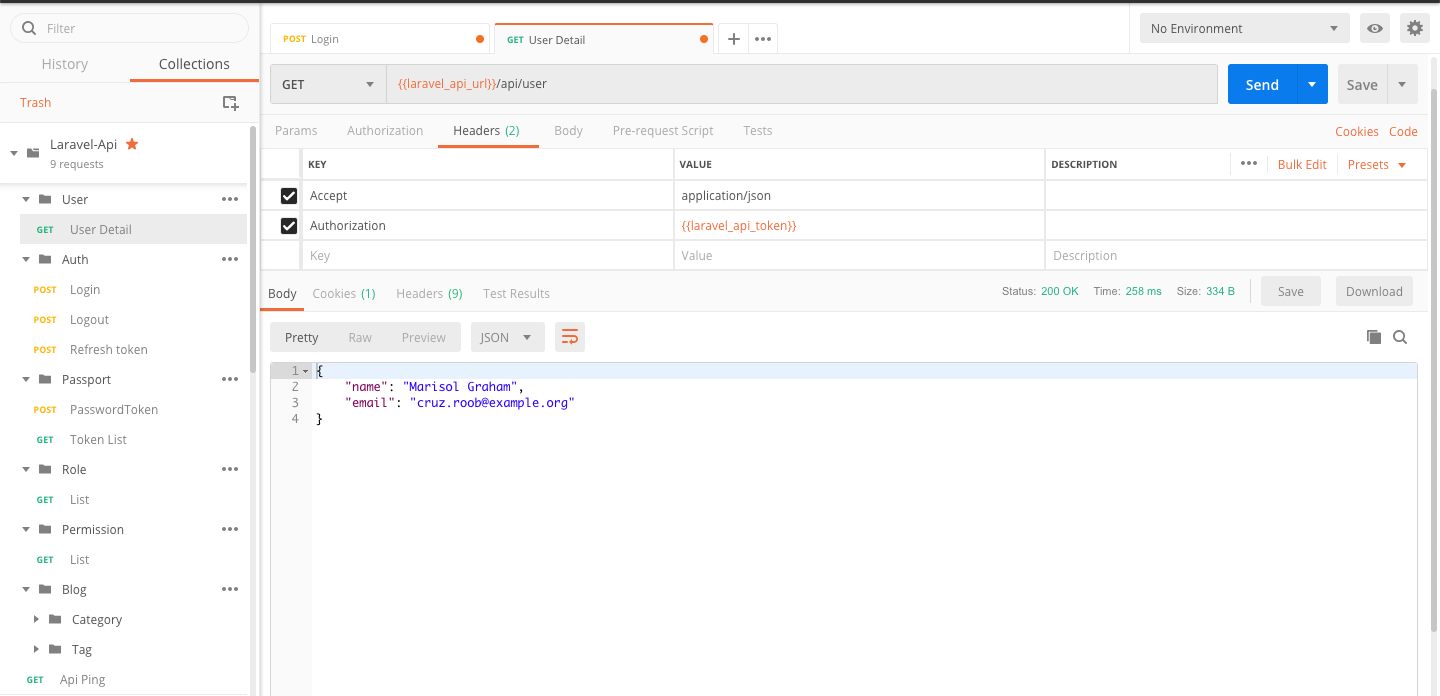 Filter
History Collections
Trash
Laravel-Api
9 requests
User
GET User Detail
Auth
POST Login
POST Logout
POST Refresh token
Passport
POST PasswordToken
GET Token List
Role
GET List
Permission
GET List
Blog
Category
Tag
GET Api Ping
POST Login
GET User Detail
No Environment
GET {{laravel_api_url}}/api/user Send Save
Params Authorization Headers (2) Body Pre-request Script Tests Cookies Code
KEY VALUE DESCRIPTION Bulk Edit Presets
Accept application/json
Authorization {{laravel_api_token}}
Key Value Description
Body Cookies (1) Headers (9) Test Results Status: 200 OK Time: 258 ms Size: 334 B Save Download
Pretty Raw Preview JSON
1 {
2 "name": "Marisol Graham",
3 "email": "cruz.roob@example.org"
4 }